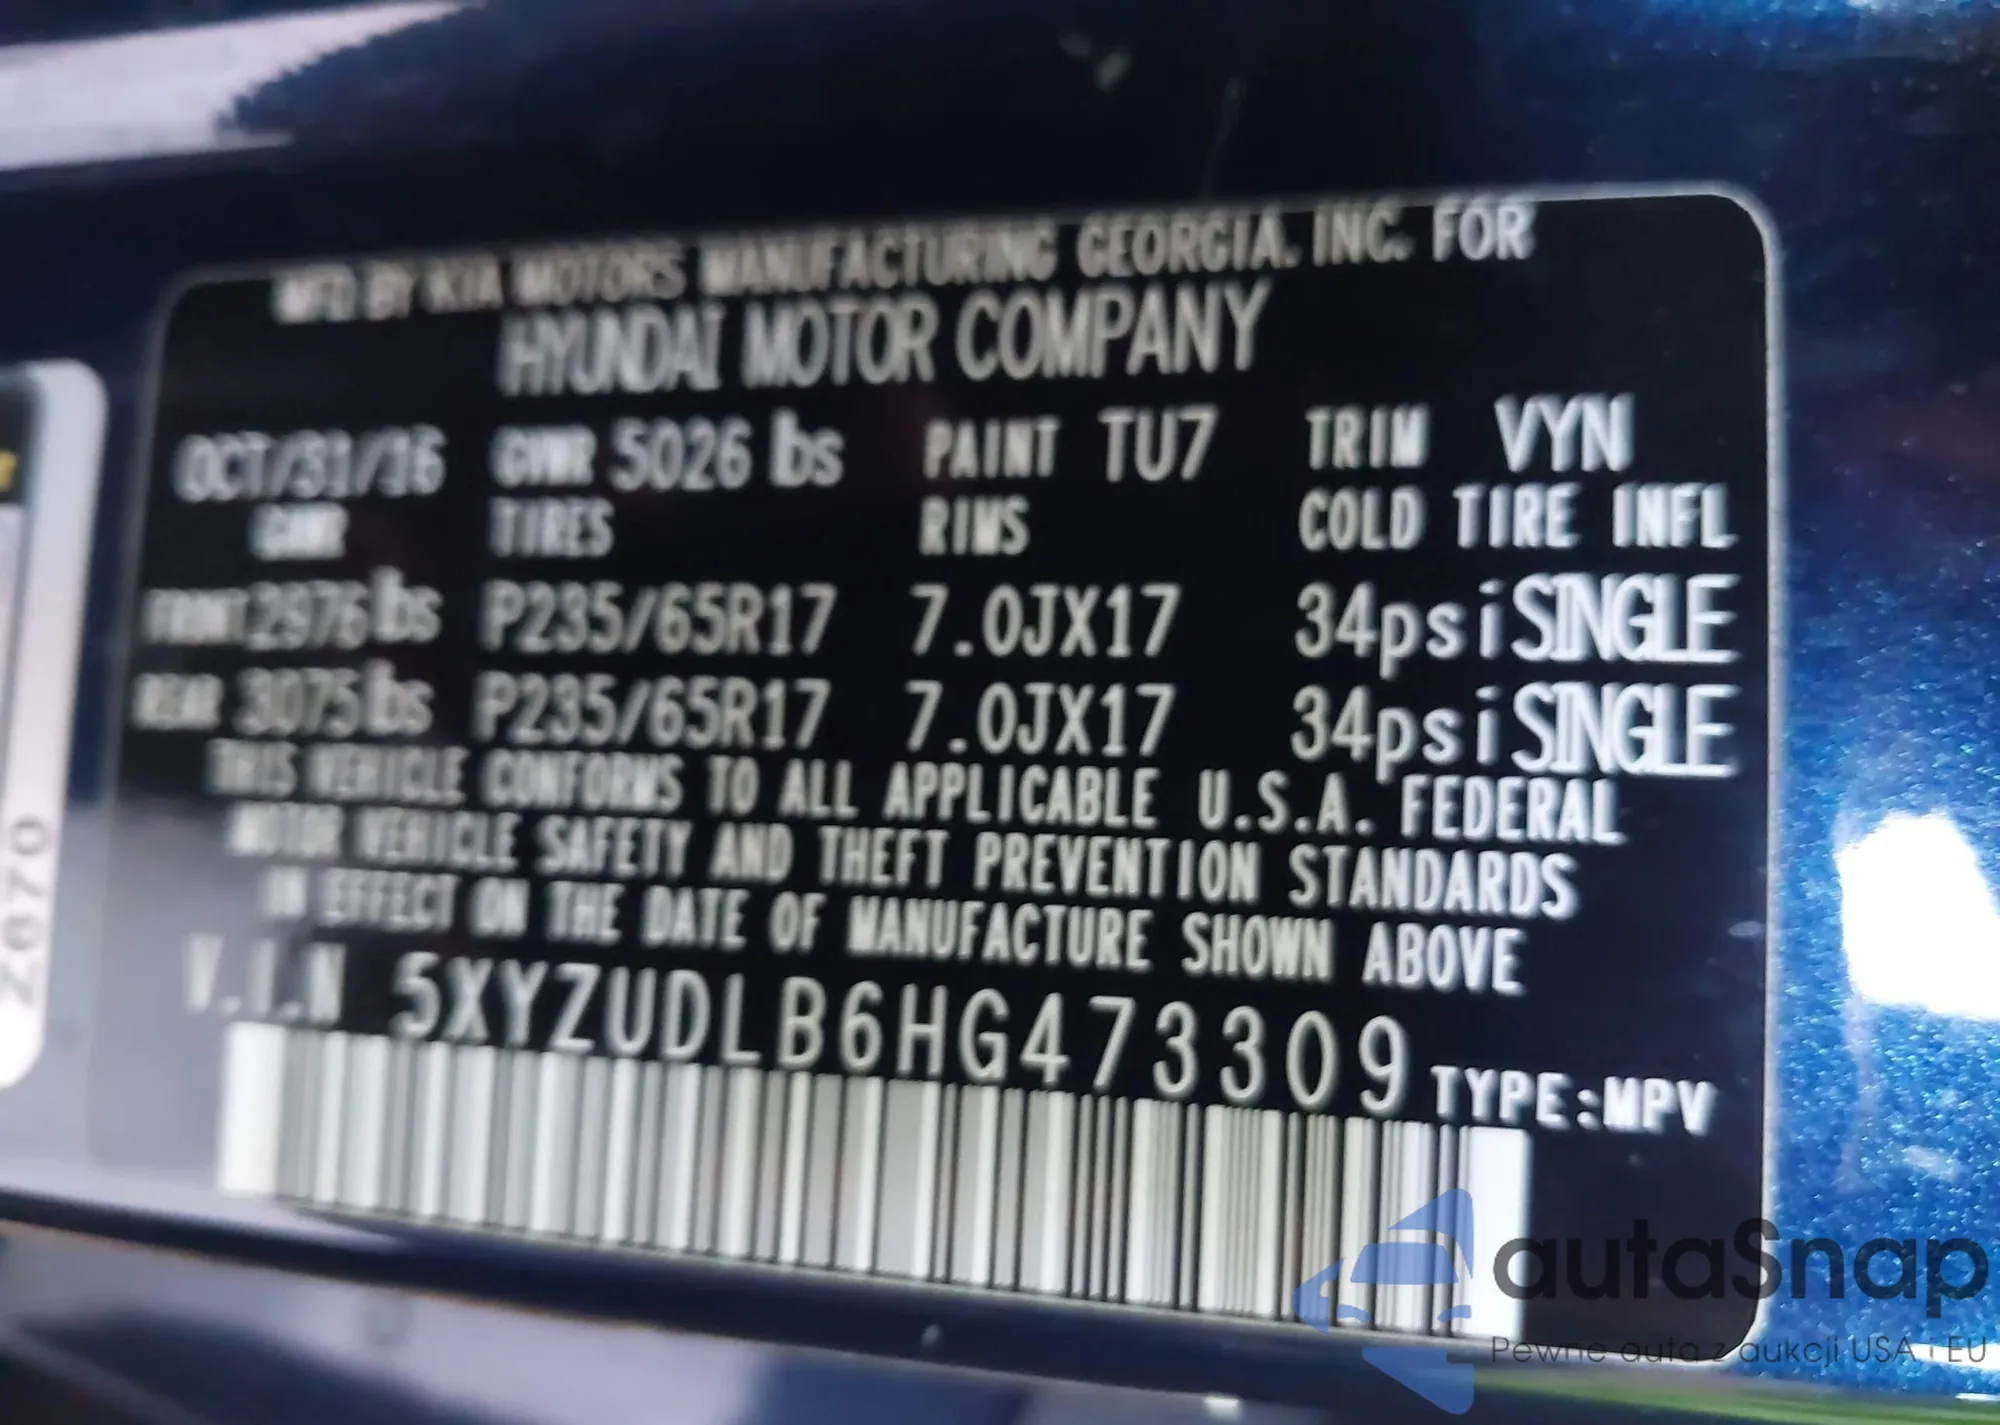 MFD BY KIA MOTORS MANUFACTURING GEORGIA, INC. FOR
HYUNDAI MOTOR COMPANY
OCT/31/16 GVWR 5026 lbs PAINT TU7 TRIM VYN
GAWR TIRES RIMS COLD TIRE INFL
FRONT 2976 lbs P235/65R17 7.0JX17 34psi SINGLE
REAR 3075 lbs P235/65R17 7.0JX17 34psi SINGLE
THIS VEHICLE CONFORMS TO ALL APPLICABLE U.S.A. FEDERAL
MOTOR VEHICLE SAFETY AND THEFT PREVENTION STANDARDS
IN EFFECT ON THE DATE OF MANUFACTURE SHOWN ABOVE
V.I.N 5XYZUDLB6HG473309 TYPE:MPV
Z670
autaSnap
Pewne auta z aukcji USA i EU